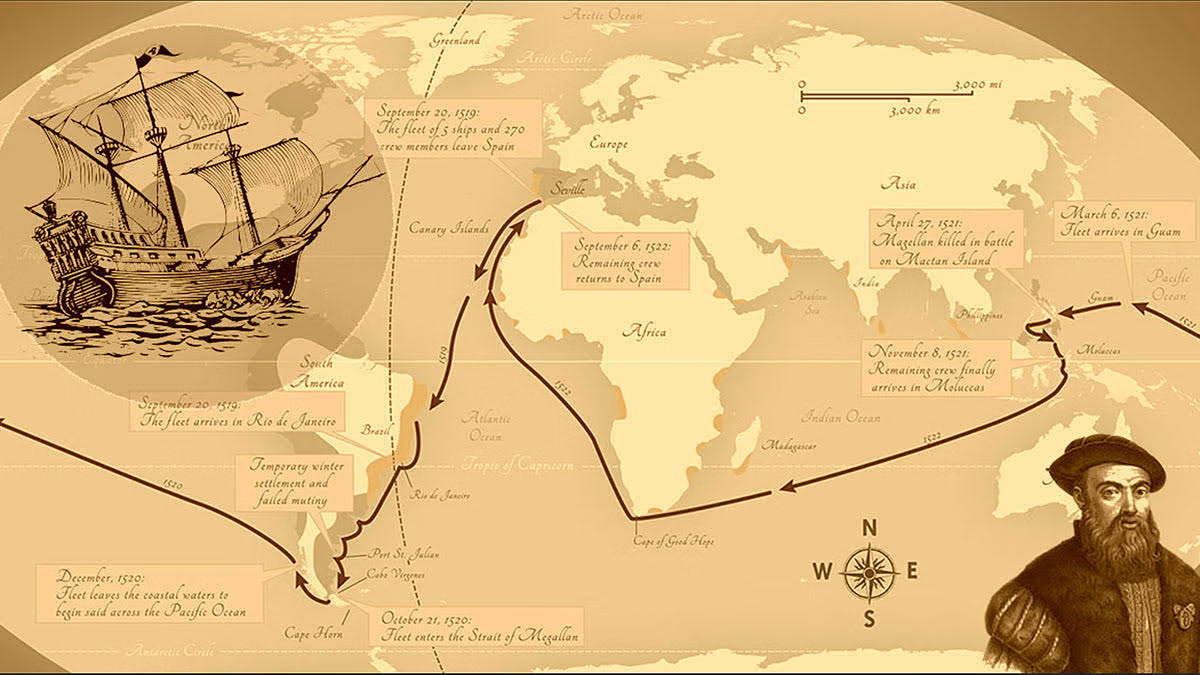 Arctic Ocean
Greenland
Arctic Circle
0
3,000 mi
0
3,000 km
September 20, 1519:
The fleet of 5 ships and 270
crew members leave Spain
North
America
Europe
Asia
Seville
Canary Islands
September 6, 1522:
Remaining crew
returns to Spain
April 27, 1521:
Magellan killed in battle
on Mactan Island
March 6, 1521:
Fleet arrives in Guam
Pacific
Ocean
India
Arabian
Sea
Guam
Philippines
Africa
1519
November 8, 1521:
Remaining crew finally
arrives in Moluccas
Moluccas
South
America
1522
September 20, 1519:
The fleet arrives in Rio de Janeiro
Brazil
Atlantic
Ocean
Indian Ocean
Madagascar
1522
Tropic of Capricorn
Temporary winter
settlement and
failed mutiny
Rio de Janeiro
1520
Cape of Good Hope
N
W
E
S
Port St. Julian
Cabo Virgenes
December, 1520:
Fleet leaves the coastal waters to
begin said across the Pacific Ocean
October 21, 1520:
Fleet enters the Strait of Megallan
Cape Horn
Antarctic Circle